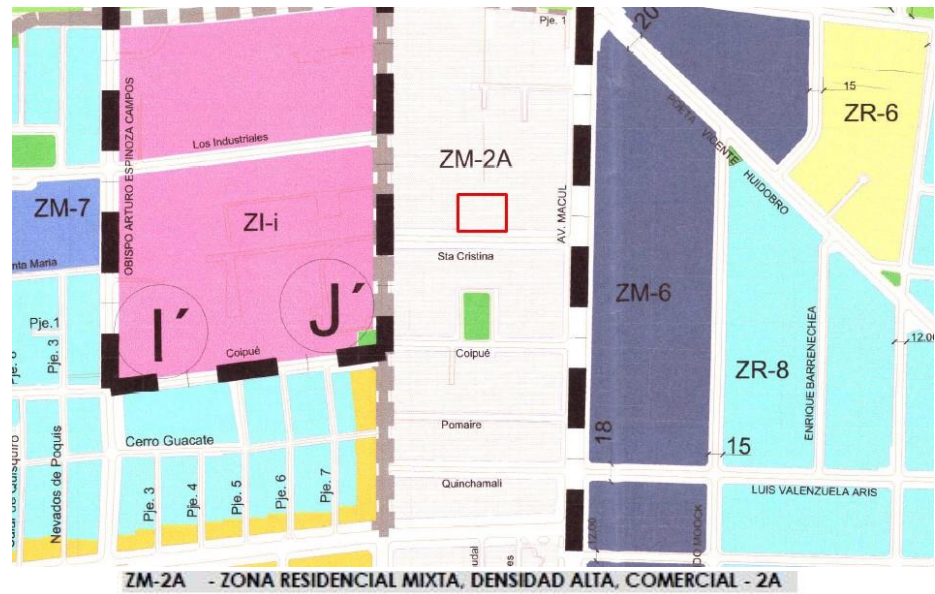 Pje. 1
20
15
ZR-6
POETA VICENTE HUIDOBRO
Los Industriales
ZM-2A
OBISPO ARTURO ESPINOZA CAMPOS
ZM-7
ZI-i
AV. MACUL
Sta Cristina
nta Maria
ZM-6
I´
J´
Pje.1
Pje. 3
Coipué
Coipué
12.00
ZR-8
ENRIQUE BARRENECHEA
Pomaire
Cerro Guacate
18
15
Nevados de Poquis
Pje. 3
Pje. 4
Pje. 5
Pje. 6
Pje. 7
Quinchamali
LUIS VALENZUELA ARIS
12.00
MOOCK
ZM-2A - ZONA RESIDENCIAL MIXTA, DENSIDAD ALTA, COMERCIAL - 2A